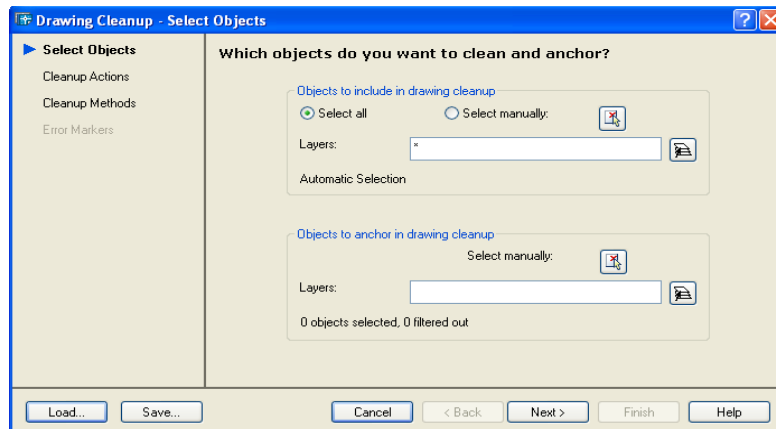 Drawing Cleanup - Select Objects
Select Objects
Cleanup Actions
Cleanup Methods
Error Markers
Which objects do you want to clean and anchor?
Objects to include in drawing cleanup
Select all Select manually:
Layers: *
Automatic Selection
Objects to anchor in drawing cleanup
Select manually:
Layers:
0 objects selected, 0 filtered out
Load... Save... Cancel < Back Next > Finish Help